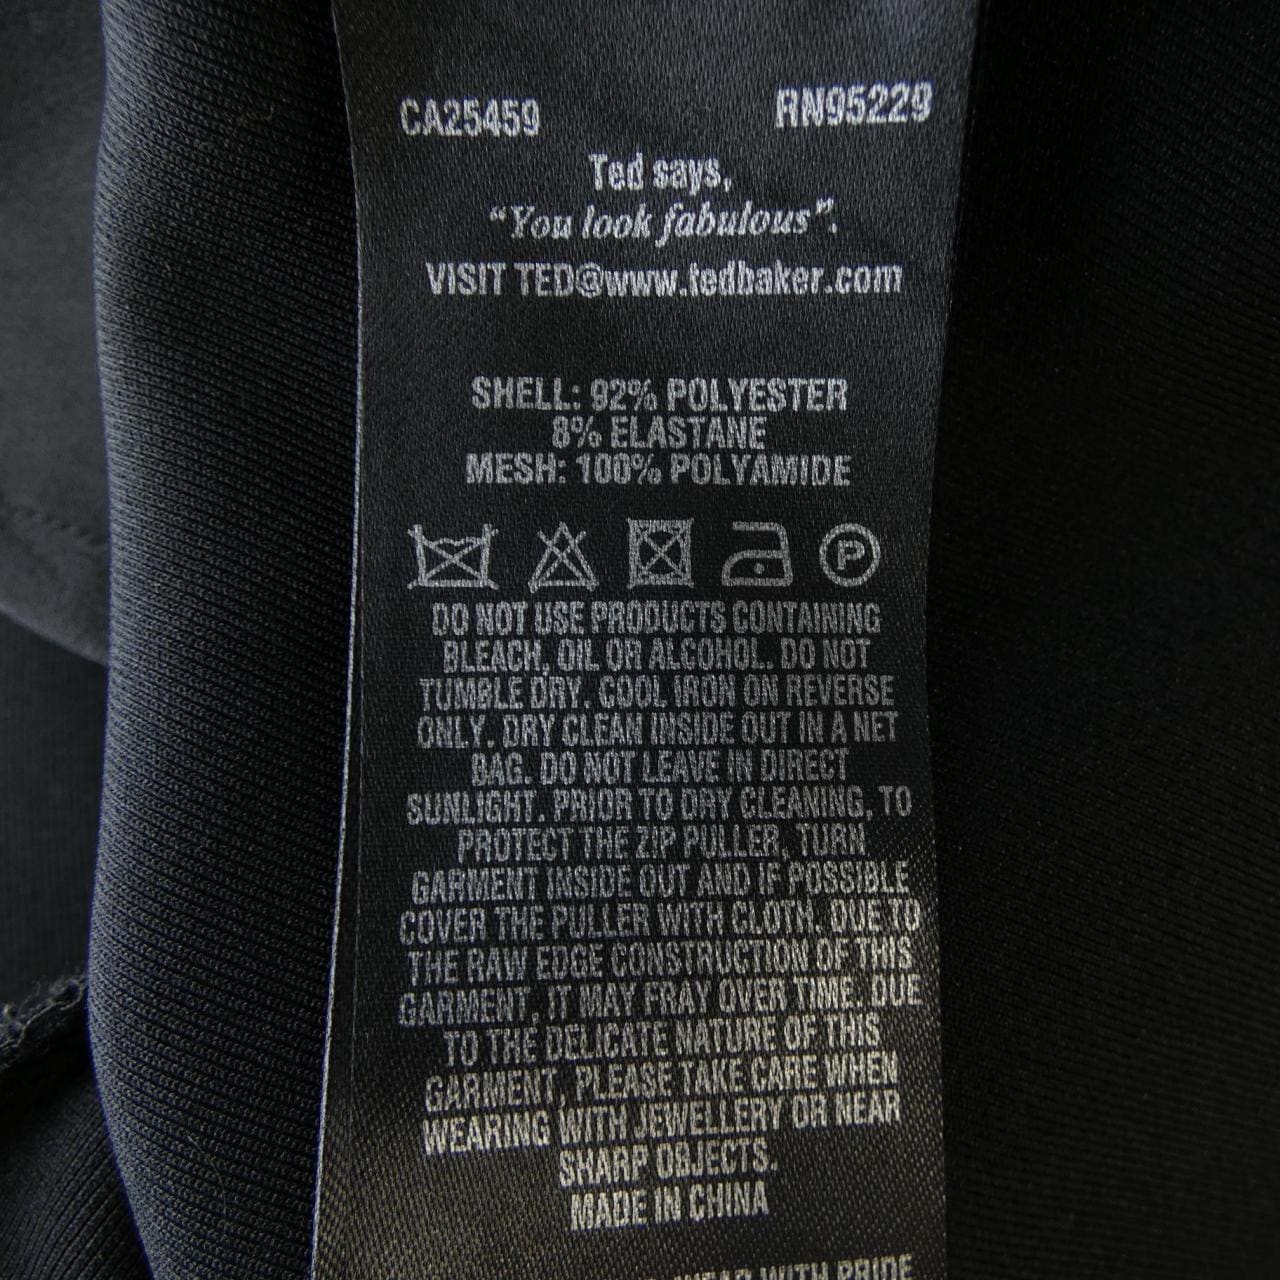 CA25459 RN95229
Ted says,
“You look fabulous”.
VISIT TED@www.tedbaker.com
SHELL: 92% POLYESTER
8% ELASTANE
MESH: 100% POLYAMIDE
P
DO NOT USE PRODUCTS CONTAINING
BLEACH, OIL OR ALCOHOL. DO NOT
TUMBLE DRY. COOL IRON ON REVERSE
ONLY. DRY CLEAN INSIDE OUT IN A NET
BAG. DO NOT LEAVE IN DIRECT
SUNLIGHT. PRIOR TO DRY CLEANING, TO
PROTECT THE ZIP PULLER, TURN
GARMENT INSIDE OUT AND IF POSSIBLE
COVER THE PULLER WITH CLOTH. DUE TO
THE RAW EDGE CONSTRUCTION OF THIS
GARMENT, IT MAY FRAY OVER TIME. DUE
TO THE DELICATE NATURE OF THIS
GARMENT, PLEASE TAKE CARE WHEN
WEARING WITH JEWELLERY OR NEAR
SHARP OBJECTS.
MADE IN CHINA
WEAR WITH PRIDE